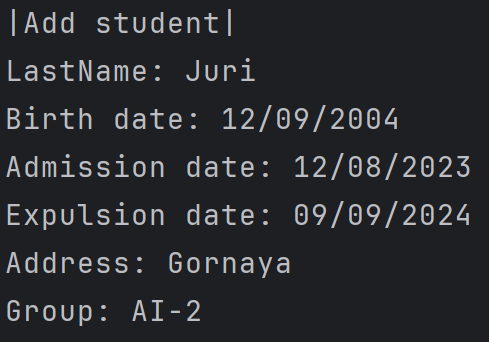 |Add student|
LastName: Juri
Birth date: 12/09/2004
Admission date: 12/08/2023
Expulsion date: 09/09/2024
Address: Gornaya
Group: AI-2